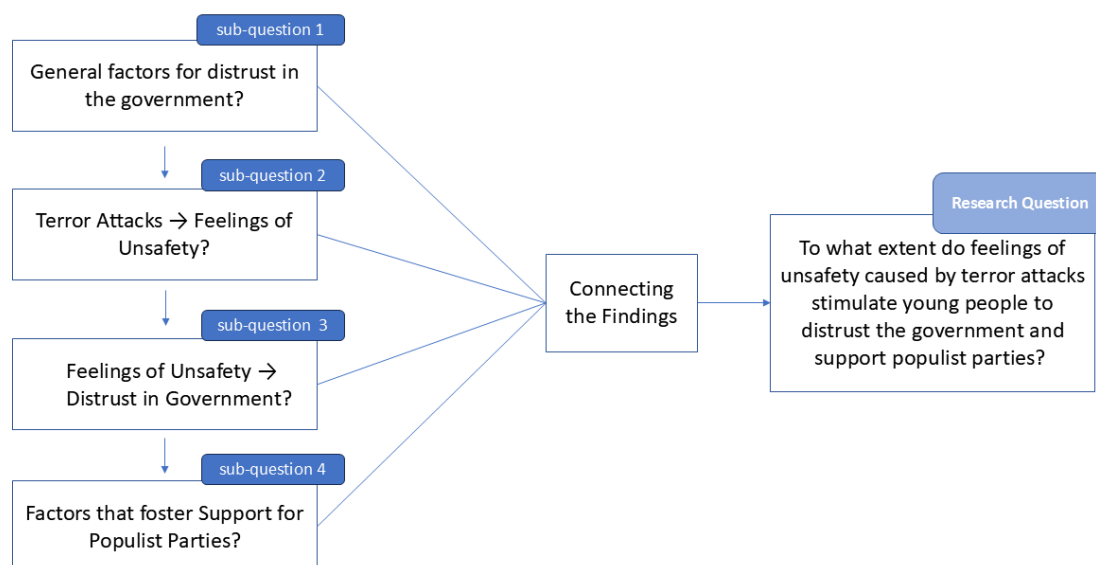 sub-question 1
General factors for distrust in
the government?
sub-question 2
Terror Attacks → Feelings of
Unsafety?
sub-question 3
Feelings of Unsafety →
Distrust in Government?
sub-question 4
Factors that foster Support for
Populist Parties?
Connecting
the Findings
Research Question
To what extent do feelings of
unsafety caused by terror attacks
stimulate young people to
distrust the government and
support populist parties?